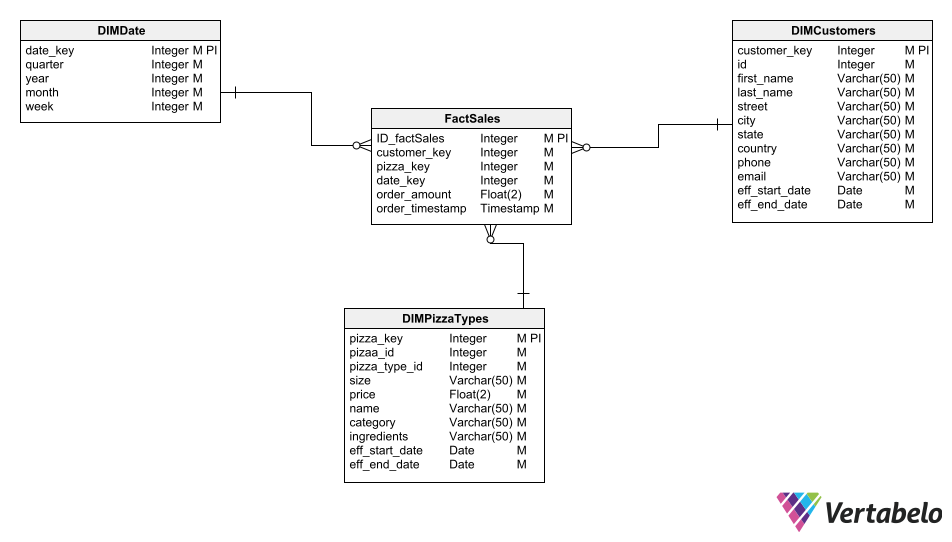 DIMDate
date_key Integer M PI
quarter Integer M
year Integer M
month Integer M
week Integer M
DIMCustomers
customer_key Integer M PI
id Integer M
first_name Varchar(50) M
last_name Varchar(50) M
street Varchar(50) M
city Varchar(50) M
state Varchar(50) M
country Varchar(50) M
phone Varchar(50) M
email Varchar(50) M
eff_start_date Date M
eff_end_date Date M
FactSales
ID_factSales Integer M PI
customer_key Integer M
pizza_key Integer M
date_key Integer M
order_amount Float(2) M
order_timestamp Timestamp M
DIMPizzaTypes
pizza_key Integer M PI
pizaa_id Integer M
pizza_type_id Integer M
size Varchar(50) M
price Float(2) M
name Varchar(50) M
category Varchar(50) M
ingredients Varchar(50) M
eff_start_date Date M
eff_end_date Date M
Vertabelo